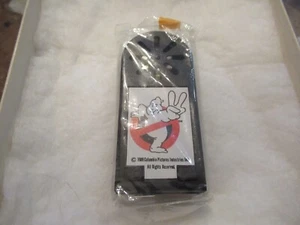 © 1989 Columbia Pictures Industries, Inc.
All Rights Reserved.